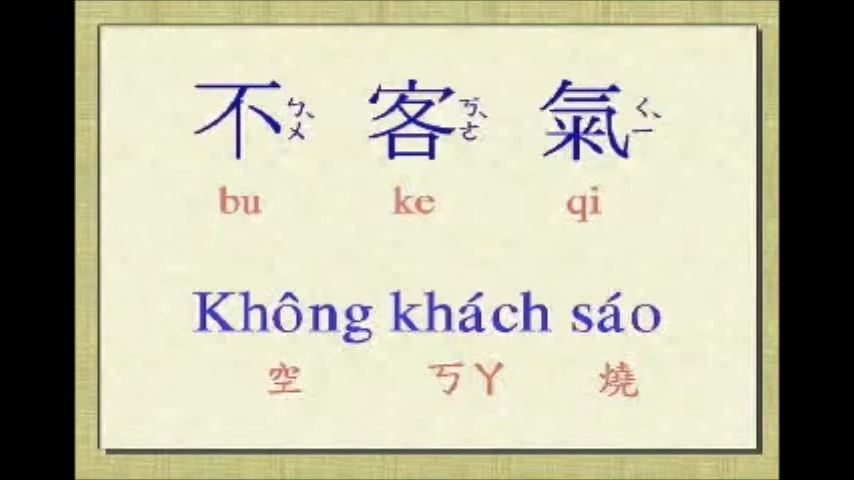 不ㄅㄨˋ 客ㄎㄜˋ 氣ㄑㄧˋ
bu ke qi
Không khách sáo
空 ㄎㄚ 燒